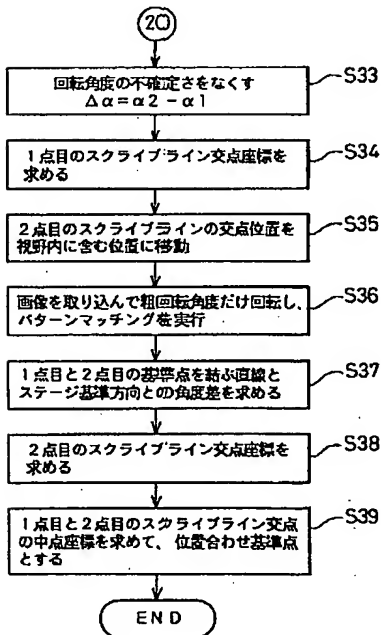 20
回転角度の不確定さをなくす
Δα=α2−α1
S33
1点目のスクライブライン交点座標を
求める
S34
2点目のスクライブラインの交点位置を
視野内に含む位置に移動
S35
画像を取り込んで粗回転角度だけ回転し、
パターンマッチングを実行
S36
1点目と2点目の基準点を結ぶ直線と
ステージ基準方向との角度差を求める
S37
2点目のスクライブライン交点座標を
求める
S38
1点目と2点目のスクライブライン交点
の中点座標を求めて、位置合わせ基準点
とする
S39
END